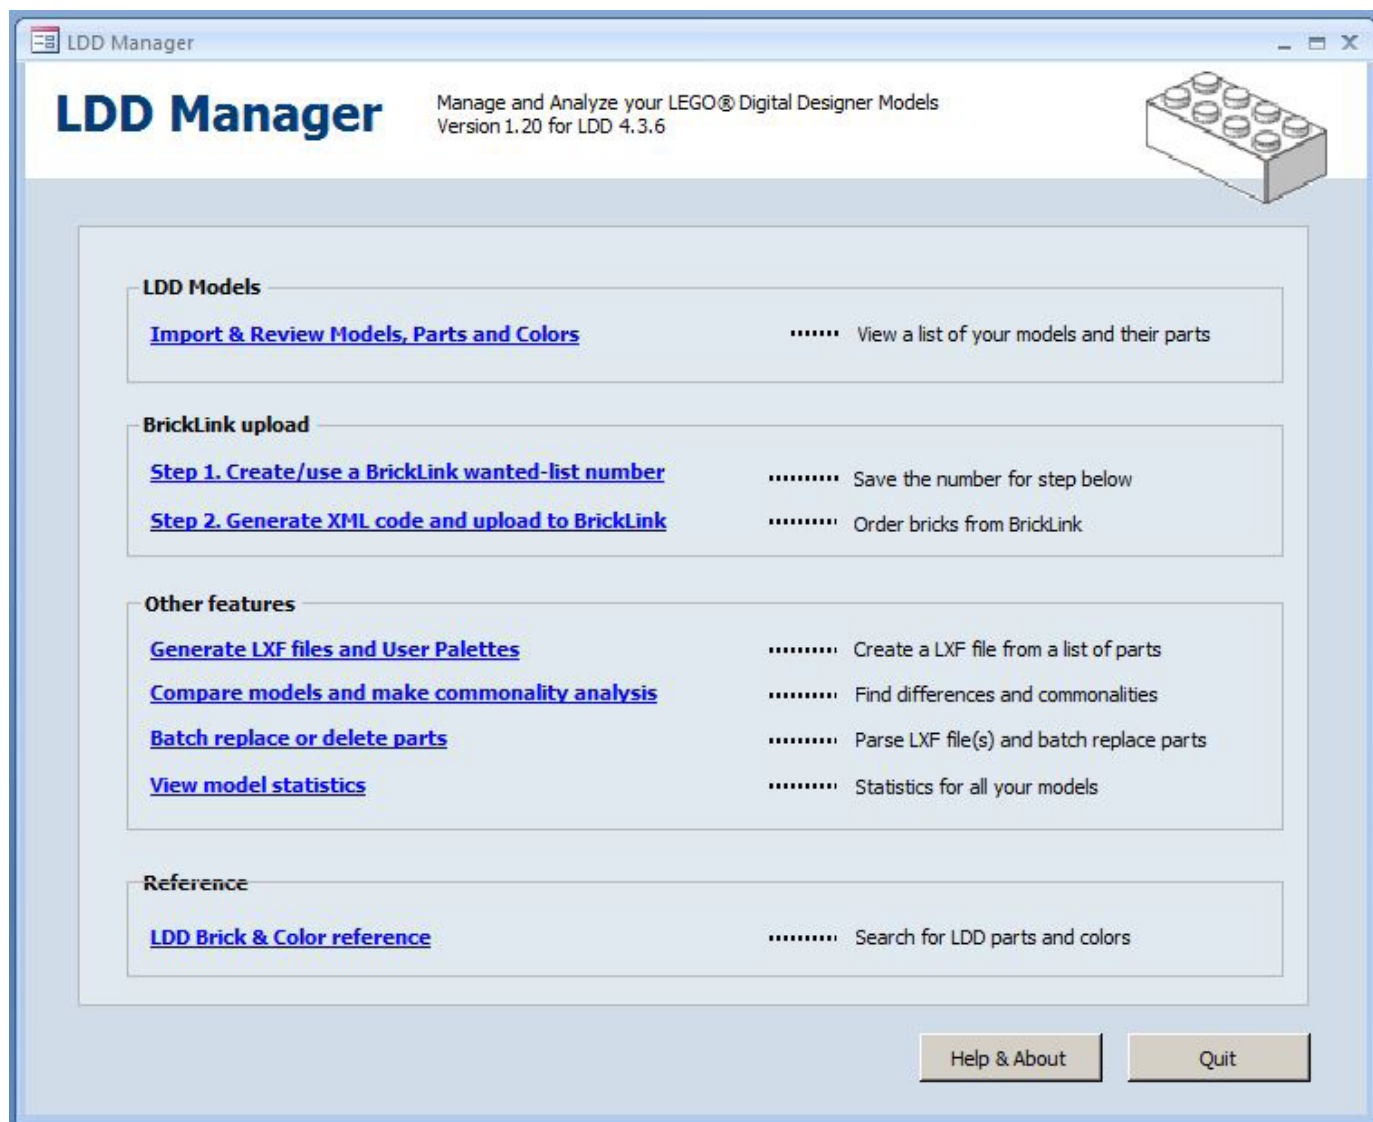 LDD Manager
LDD Manager
Manage and Analyze your LEGO® Digital Designer Models
Version 1.20 for LDD 4.3.6
LDD Models
Import & Review Models, Parts and Colors ······· View a list of your models and their parts
BrickLink upload
Step 1. Create/use a BrickLink wanted-list number ·········· Save the number for step below
Step 2. Generate XML code and upload to BrickLink ·········· Order bricks from BrickLink
Other features
Generate LXF files and User Palettes ·········· Create a LXF file from a list of parts
Compare models and make commonality analysis ·········· Find differences and commonalities
Batch replace or delete parts ·········· Parse LXF file(s) and batch replace parts
View model statistics ·········· Statistics for all your models
Reference
LDD Brick & Color reference ·········· Search for LDD parts and colors
Help & About Quit